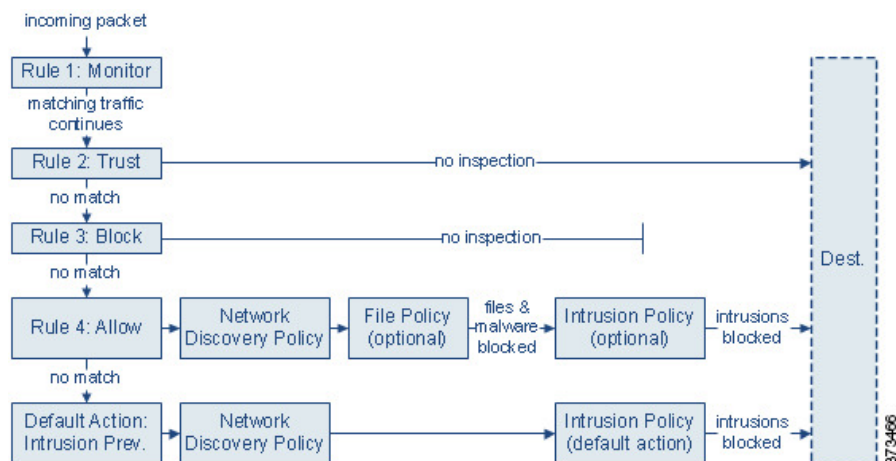 incoming packet
Rule 1: Monitor
matching traffic
continues
Rule 2: Trust
no inspection
no match
Rule 3: Block
no inspection
no match
Rule 4: Allow
Network
Discovery Policy
File Policy
(optional)
files &
malware
blocked
Intrusion Policy
(optional)
intrusions
blocked
Dest.
no match
Default Action:
Intrusion Prev.
Network
Discovery Policy
Intrusion Policy
(default action)
intrusions
blocked